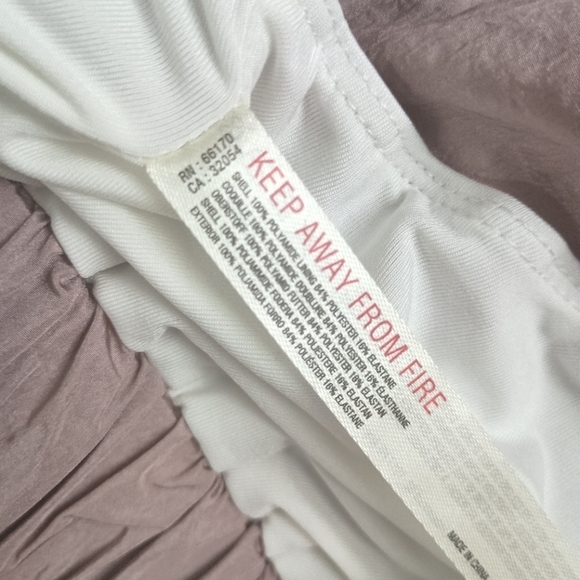 RN : 66170
CA : 32054
KEEP AWAY FROM FIRE
SHELL 100% POLYAMIDE LINING 84% POLYESTER 16% ELASTANE
COQUILLE 100% POLYAMIDE DOUBLURE 84% POLYESTER 16% ÉLASTHANNE
OBERSTOFF 100% POLYAMID FUTTER 84% POLYESTER 16% ELASTAN
SHELL 100% POLIAMMIDE FODERA 84% POLIESTERE 16% ELASTAN
EXTERIOR 100% POLIAMIDA FORRO 84% POLIÉSTER 16% ELASTANE
MADE IN CHINA